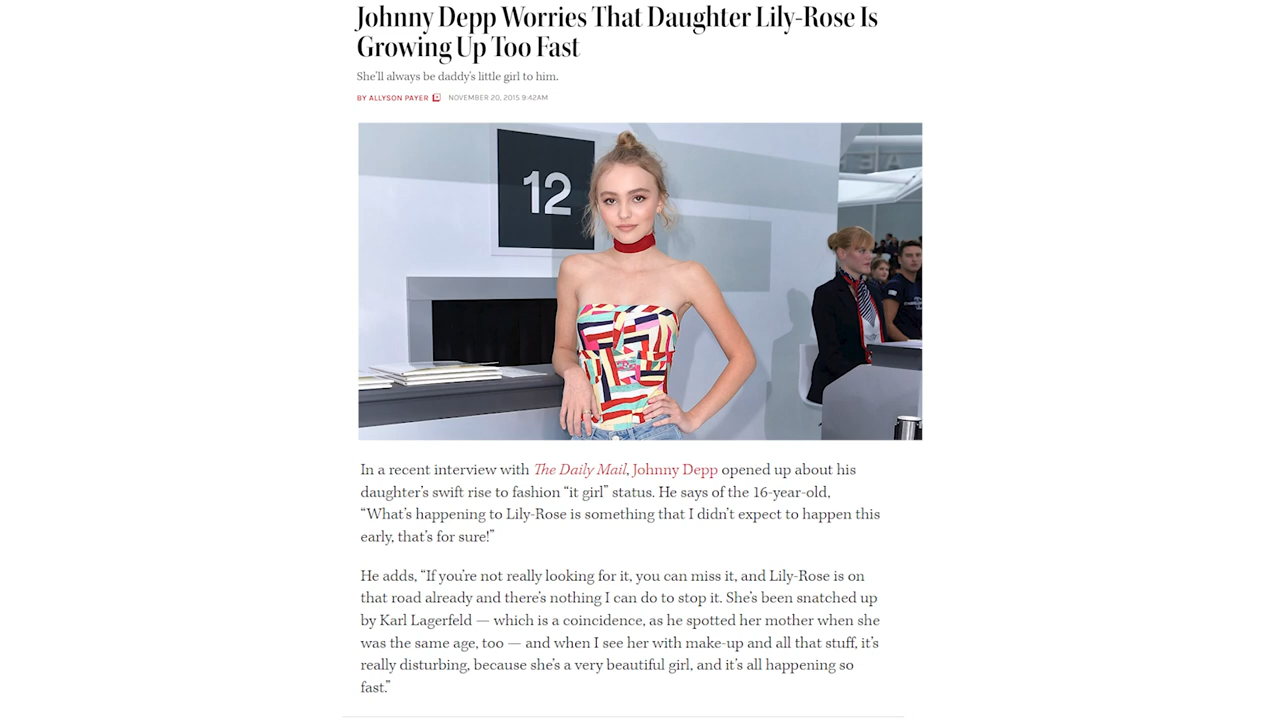 Johnny Depp Worries That Daughter Lily-Rose Is
Growing Up Too Fast
She'll always be daddy's little girl to him.
BY ALLYSON PAYER NOVEMBER 20, 2015 9:42AM
12
In a recent interview with The Daily Mail, Johnny Depp opened up about his
daughter's swift rise to fashion “it girl” status. He says of the 16-year-old,
“What's happening to Lily-Rose is something that I didn't expect to happen this
early, that's for sure!”
He adds, “If you're not really looking for it, you can miss it, and Lily-Rose is on
that road already and there's nothing I can do to stop it. She's been snatched up
by Karl Lagerfeld — which is a coincidence, as he spotted her mother when she
was the same age, too — and when I see her with make-up and all that stuff, it's
really disturbing, because she's a very beautiful girl, and it's all happening so
fast.”